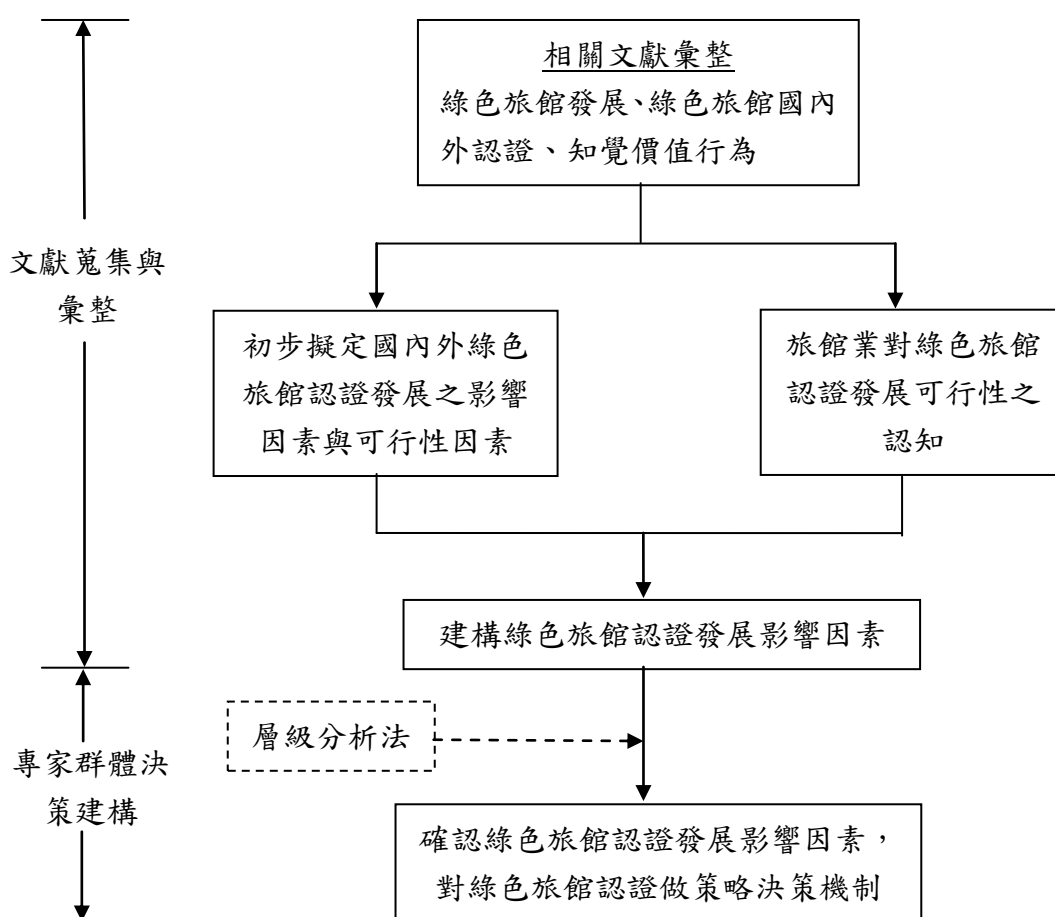 相關文獻彙整
綠色旅館發展、綠色旅館國內
外認證、知覺價值行為
文獻蒐集與
彙整
初步擬定國內外綠色
旅館認證發展之影響
因素與可行性因素
旅館業對綠色旅館
認證發展可行性之
認知
建構綠色旅館認證發展影響因素
層級分析法
專家群體決
策建構
確認綠色旅館認證發展影響因素，
對綠色旅館認證做策略決策機制